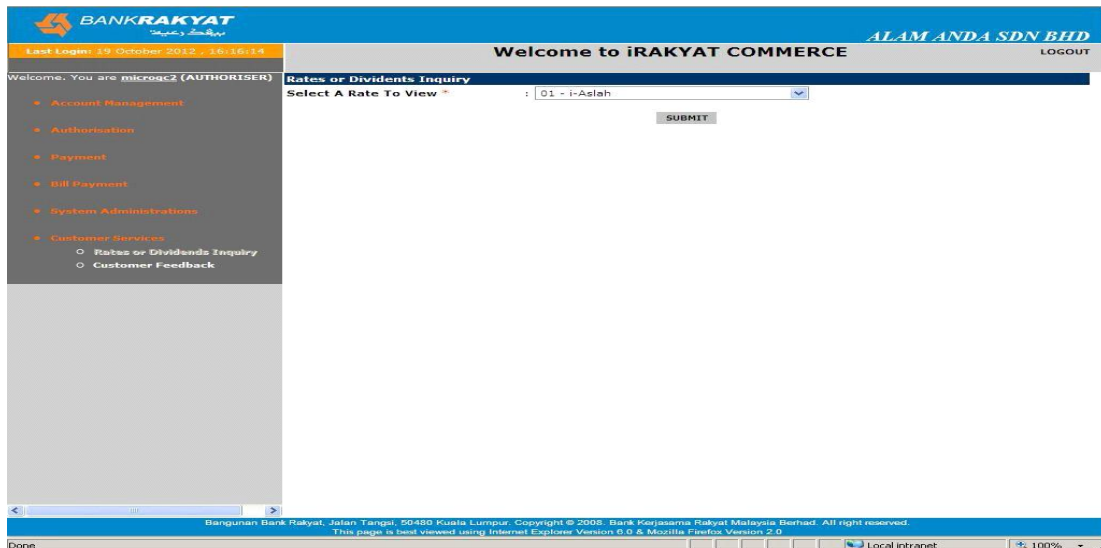 BANKRAKYAT
بيڠك رعيت
ALAM ANDA SDN BHD
Last Login: 19 October 2012 , 16:16:14
Welcome to iRAKYAT COMMERCE
LOGOUT
Welcome. You are microqc2 (AUTHORISER)
Rates or Dividents Inquiry
Select A Rate To View * : 01 - i-Aslah
SUBMIT
Account Management
Authorisation
Payment
Bill Payment
System Administrations
Customer Services
Rates or Dividends Inquiry
Customer Feedback
Bangunan Bank Rakyat, Jalan Tangsi, 50480 Kuala Lumpur. Copyright © 2008. Bank Kerjasama Rakyat Malaysia Berhad. All right reserved.
This page is best viewed using Internet Explorer Version 6.0 & Mozilla Firefox Version 2.0
Done
Local intranet
100%